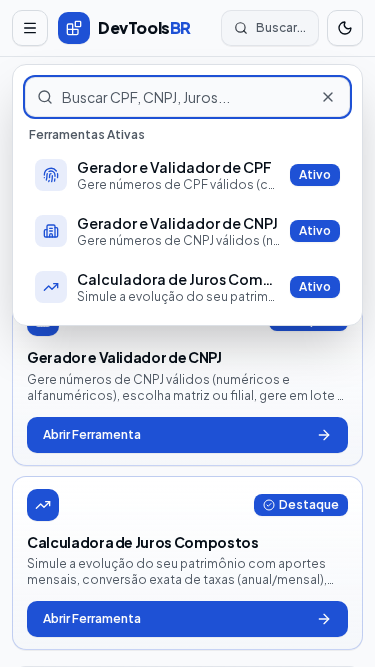 DevToolsBR
Buscar...
Buscar CPF, CNPJ, Juros...
Ferramentas Ativas
Gerador e Validador de CPF
Gere números de CPF válidos (c...
Ativo
Gerador e Validador de CNPJ
Gere números de CNPJ válidos (n...
Ativo
Calculadora de Juros Com...
Simule a evolução do seu patrim...
Ativo
Gerador e Validador de CNPJ
Gere números de CNPJ válidos (numéricos e
alfanuméricos), escolha matriz ou filial, gere em lote ...
Abrir Ferramenta
Destaque
Calculadora de Juros Compostos
Simule a evolução do seu patrimônio com aportes
mensais, conversão exata de taxas (anual/mensal),...
Abrir Ferramenta